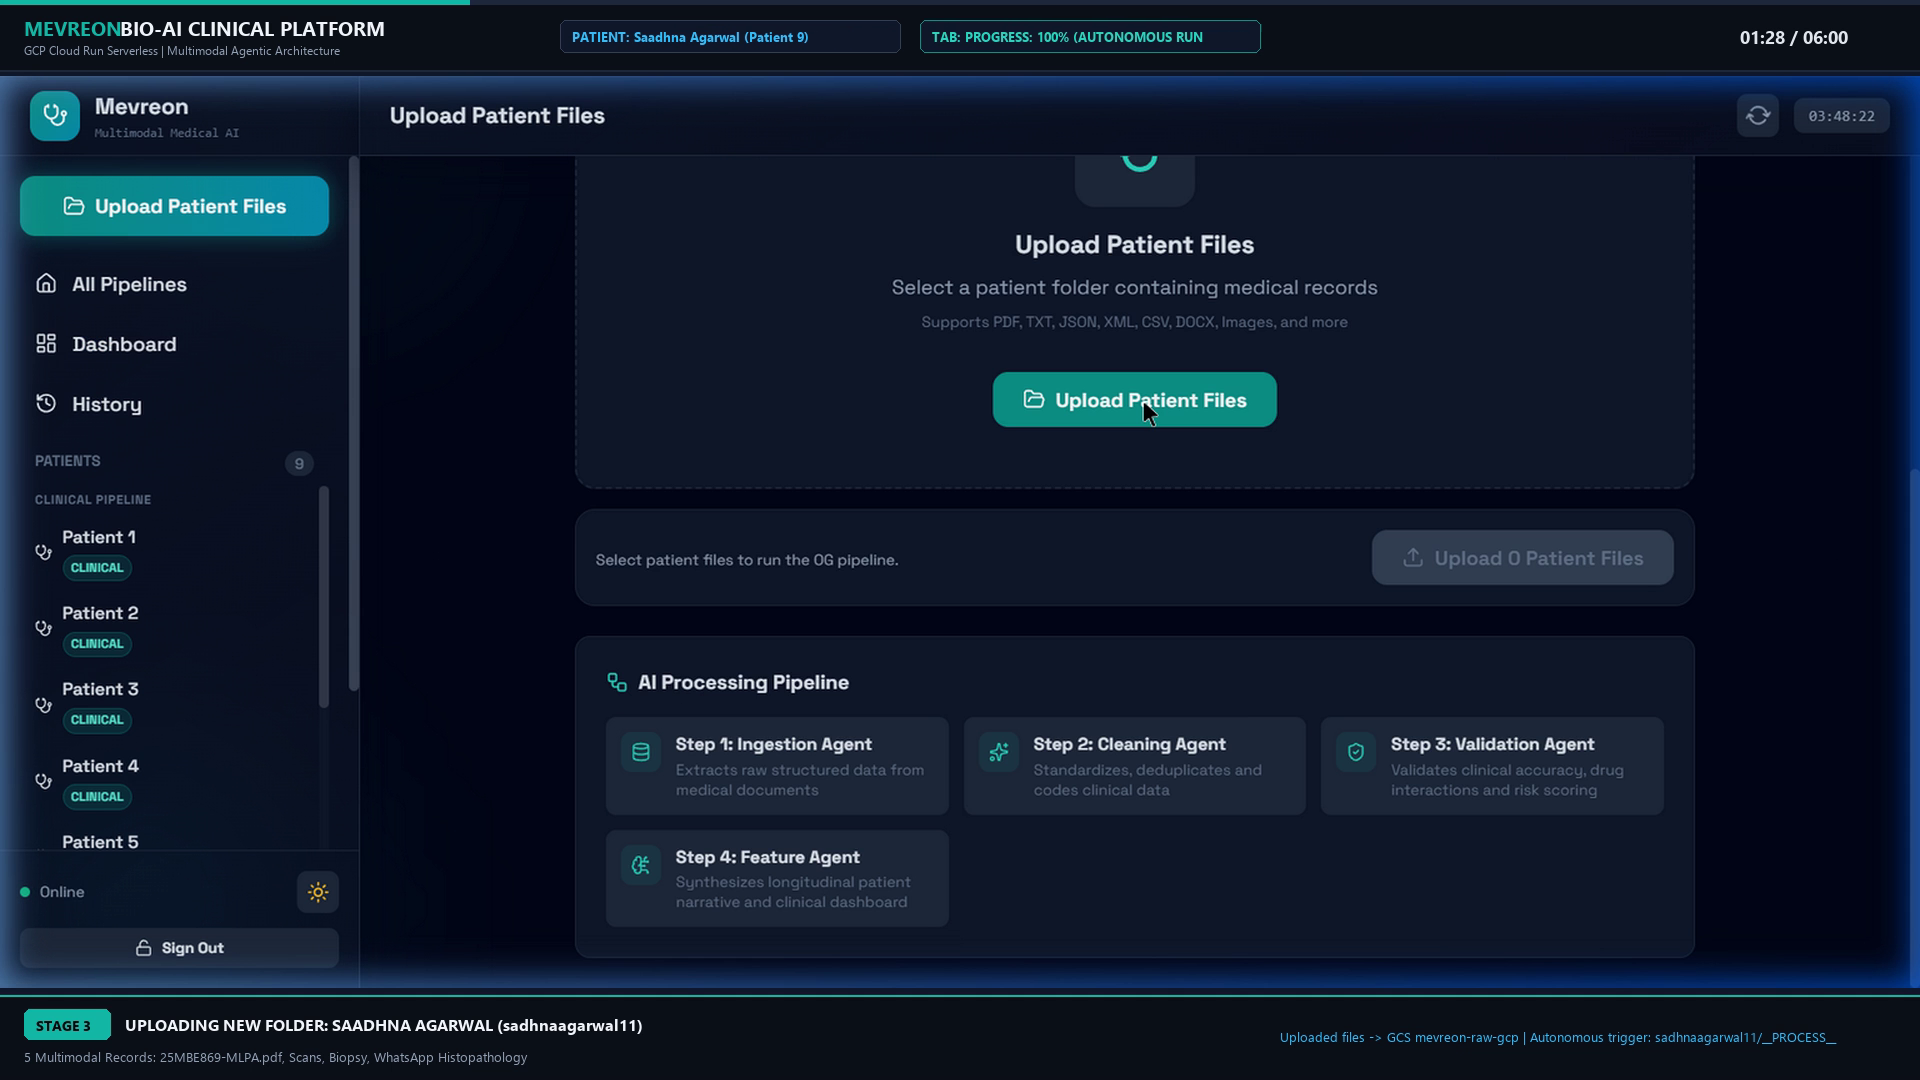 MEVREONBIO-AI CLINICAL PLATFORM
GCP Cloud Run Serverless | Multimodal Agentic Architecture
PATIENT: Saadhna Agarwal (Patient 9)
TAB: PROGRESS: 100% (AUTONOMOUS RUN
01:28 / 06:00
Mevreon
Multimodal Medical AI
Upload Patient Files
03:48:22
Upload Patient Files
All Pipelines
Dashboard
History
PATIENTS
9
CLINICAL PIPELINE
Patient 1
CLINICAL
Patient 2
CLINICAL
Patient 3
CLINICAL
Patient 4
CLINICAL
Patient 5
Online
Sign Out
Upload Patient Files
Select a patient folder containing medical records
Supports PDF, TXT, JSON, XML, CSV, DOCX, Images, and more
Upload Patient Files
Select patient files to run the OG pipeline.
Upload 0 Patient Files
AI Processing Pipeline
Step 1: Ingestion Agent
Extracts raw structured data from
medical documents
Step 2: Cleaning Agent
Standardizes, deduplicates and
codes clinical data
Step 3: Validation Agent
Validates clinical accuracy, drug
interactions and risk scoring
Step 4: Feature Agent
Synthesizes longitudinal patient
narrative and clinical dashboard
STAGE 3
UPLOADING NEW FOLDER: SAADHNA AGARWAL (sadhnaagarwal11)
5 Multimodal Records: 25MBE869-MLPA.pdf, Scans, Biopsy, WhatsApp Histopathology
Uploaded files -> GCS mevreon-raw-gcp | Autonomous trigger: sadhnaagarwal11/__PROCESS__